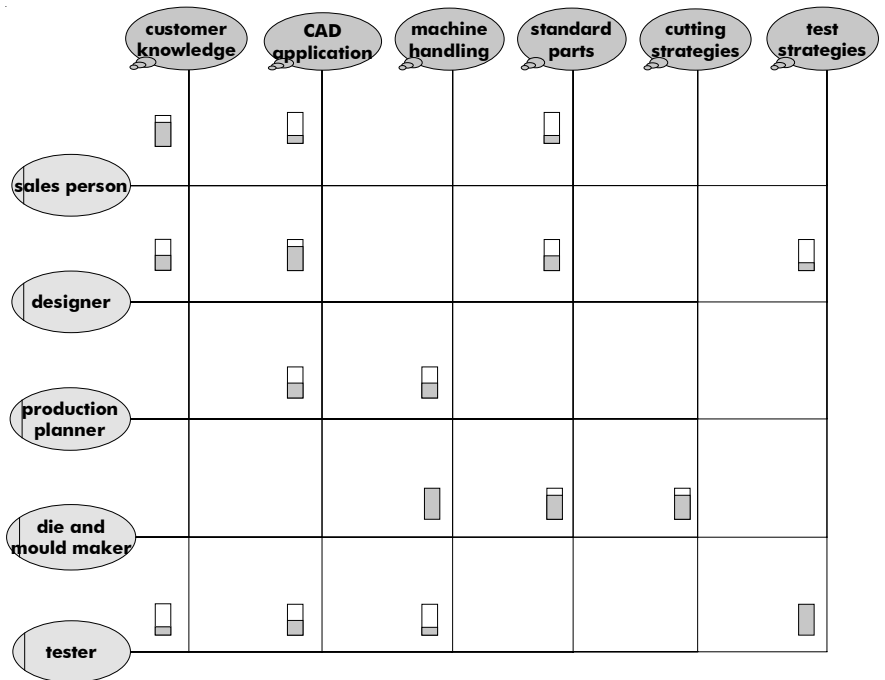 customer
knowledge
CAD
application
machine
handling
standard
parts
cutting
strategies
test
strategies
sales person
designer
production
planner
die and
mould maker
tester